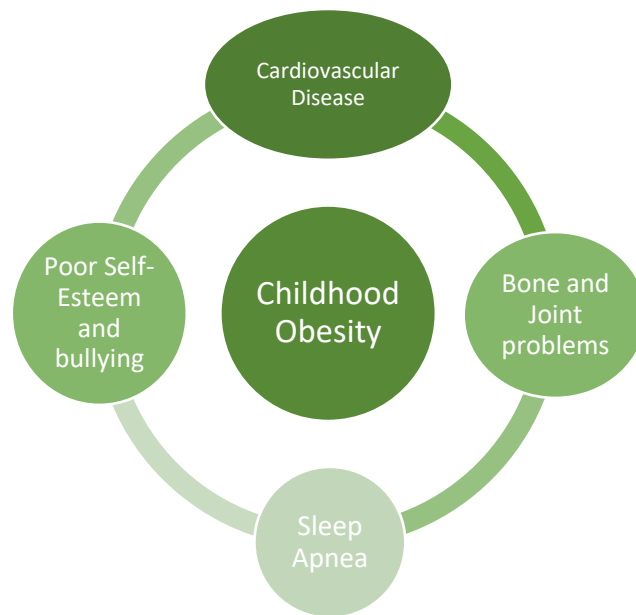 Cardiovascular
Disease
Poor Self-
Esteem
and
bullying
Childhood
Obesity
Bone and
Joint
problems
Sleep
Apnea